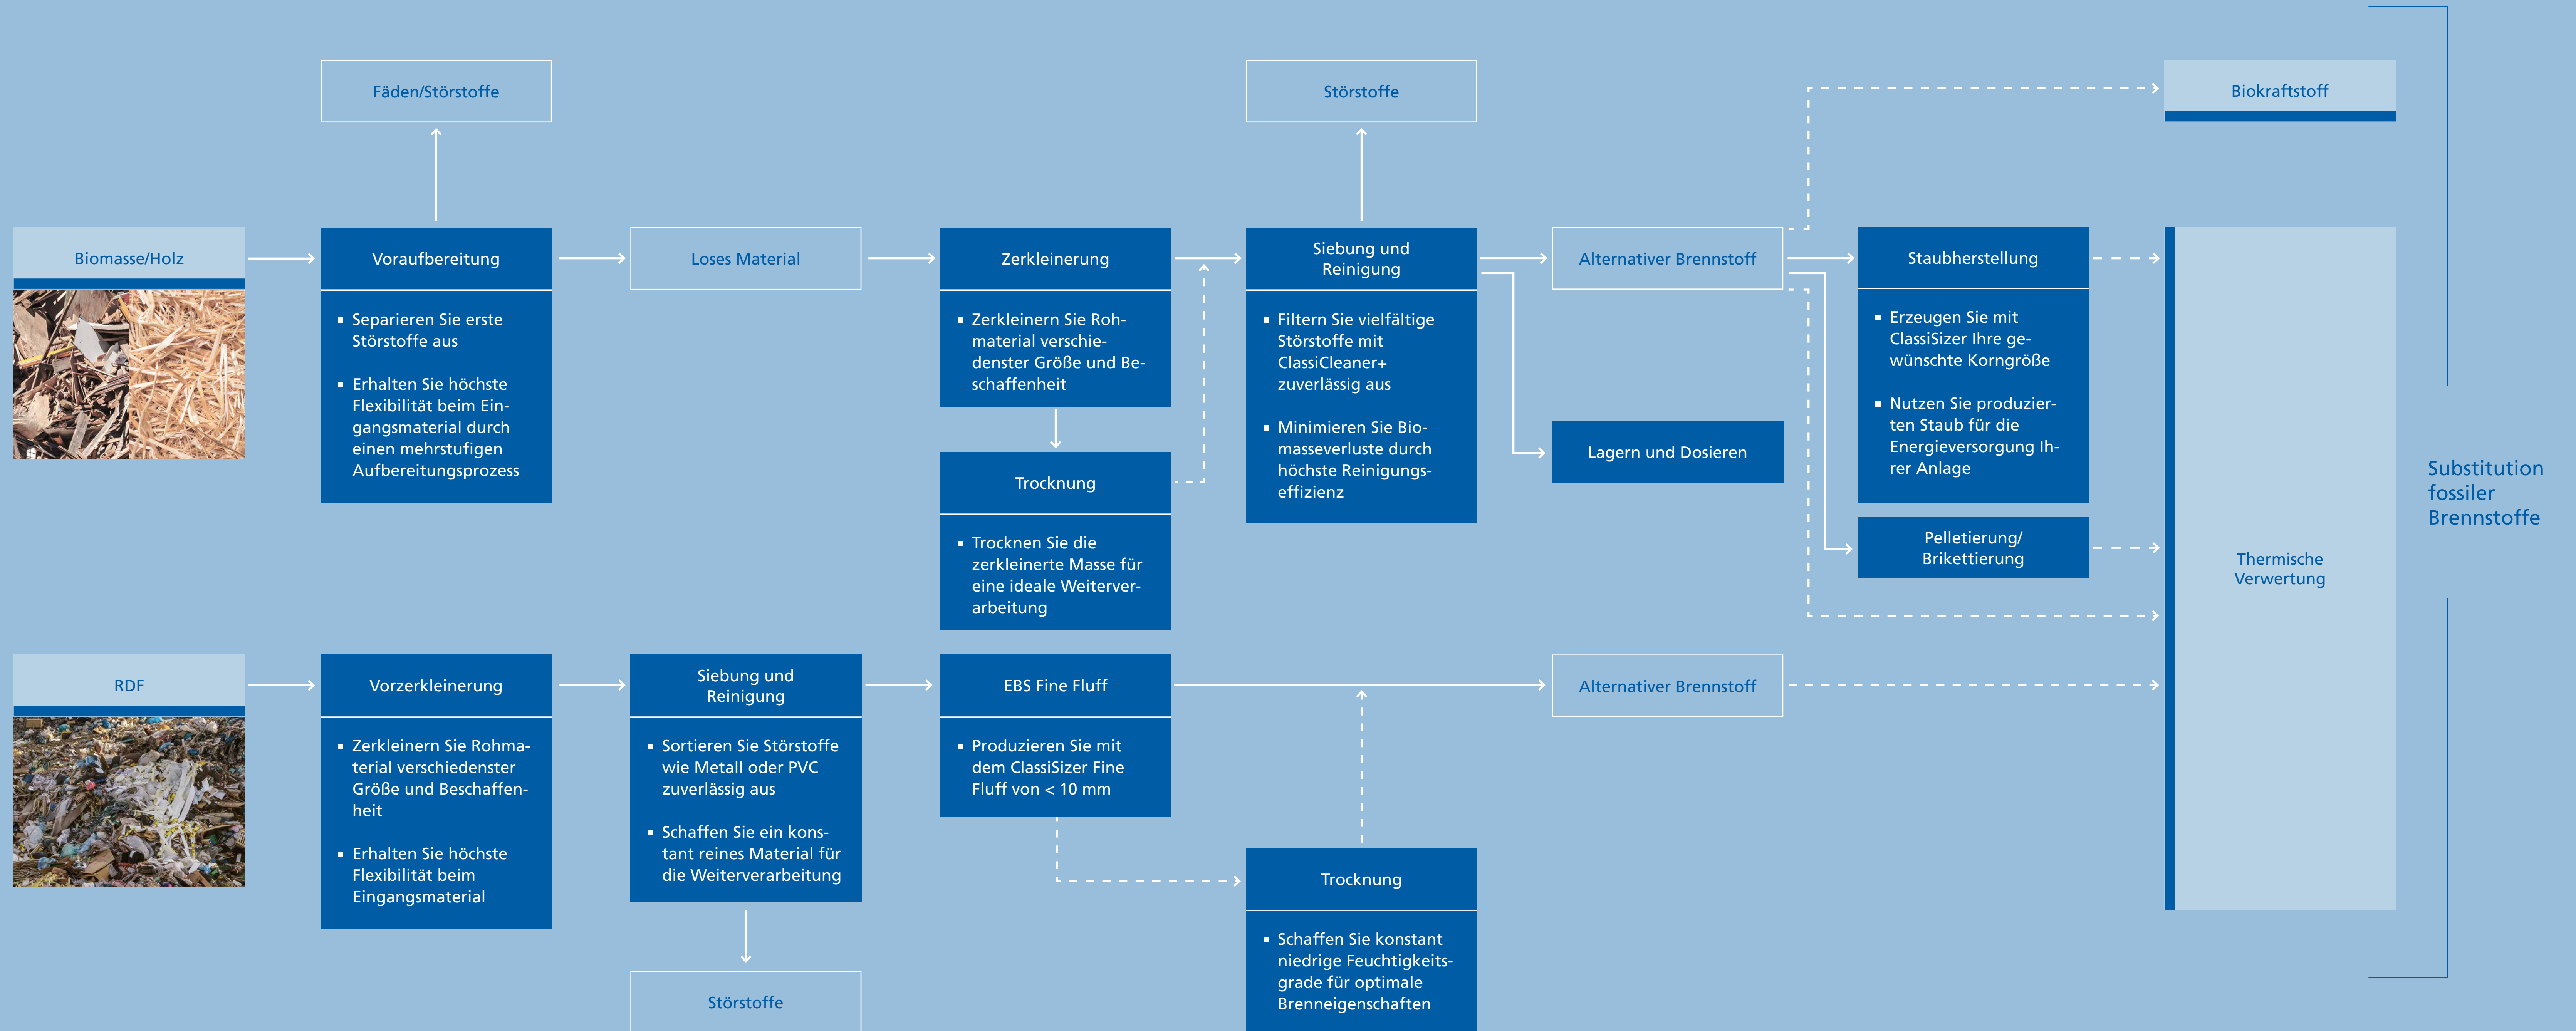 Fäden/Störstoffe
Störstoffe
Biokraftstoff
Biomasse/Holz
Voraufbereitung
Separieren Sie erste
Störstoffe aus
Erhalten Sie höchste
Flexibilität beim Ein-
gangsmaterial durch
einen mehrstufigen
Aufbereitungsprozess
Loses Material
Zerkleinerung
Zerkleinern Sie Roh-
material verschie-
denster Größe und Be-
schaffenheit
Trocknung
Trocknen Sie die
zerkleinerte Masse für
eine ideale Weiterver-
arbeitung
Siebung und
Reinigung
Filtern Sie vielfältige
Störstoffe mit
ClassiCleaner+
zuverlässig aus
Minimieren Sie Bio-
masseverluste durch
höchste Reinigungs-
effizienz
Alternativer Brennstoff
Lagern und Dosieren
Staubherstellung
Erzeugen Sie mit
ClassiSizer Ihre ge-
wünschte Korngröße
Nutzen Sie produzier-
ten Staub für die
Energieversorgung Ih-
rer Anlage
Pelletierung/
Brikettierung
Thermische
Verwertung
Substitution
fossiler
Brennstoffe
RDF
Vorzerkleinerung
Zerkleinern Sie Rohma-
terial verschiedenster
Größe und Beschaffen-
heit
Erhalten Sie höchste
Flexibilität beim
Eingangsmaterial
Siebung und
Reinigung
Sortieren Sie Störstoffe
wie Metall oder PVC
zuverlässig aus
Schaffen Sie ein kons-
tant reines Material für
die Weiterverarbeitung
Störstoffe
EBS Fine Fluff
Produzieren Sie mit
dem ClassiSizer Fine
Fluff von < 10 mm
Trocknung
Schaffen Sie konstant
niedrige Feuchtigkeits-
grade für optimale
Brenneigenschaften
Alternativer Brennstoff